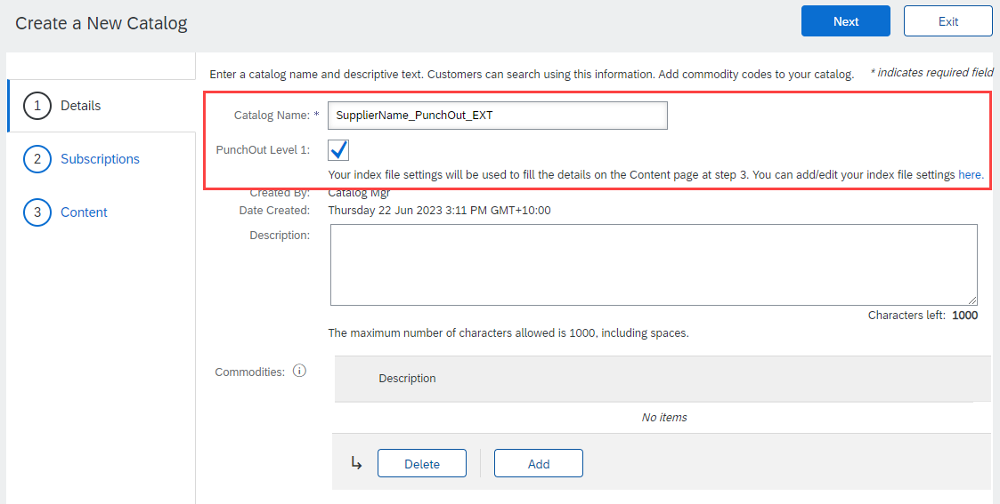 Create a New Catalog
Next
Exit
Enter a catalog name and descriptive text. Customers can search using this information. Add commodity codes to your catalog.
* indicates required field
1 Details
2 Subscriptions
3 Content
Catalog Name: * SupplierName_PunchOut_EXT
PunchOut Level 1:
Your index file settings will be used to fill the details on the Content page at step 3. You can add/edit your index file settings here.
Created By: Catalog Mgr
Date Created: Thursday 22 Jun 2023 3:11 PM GMT+10:00
Description:
Characters left: 1000
The maximum number of characters allowed is 1000, including spaces.
Commodities:
Description
No items
Delete
Add